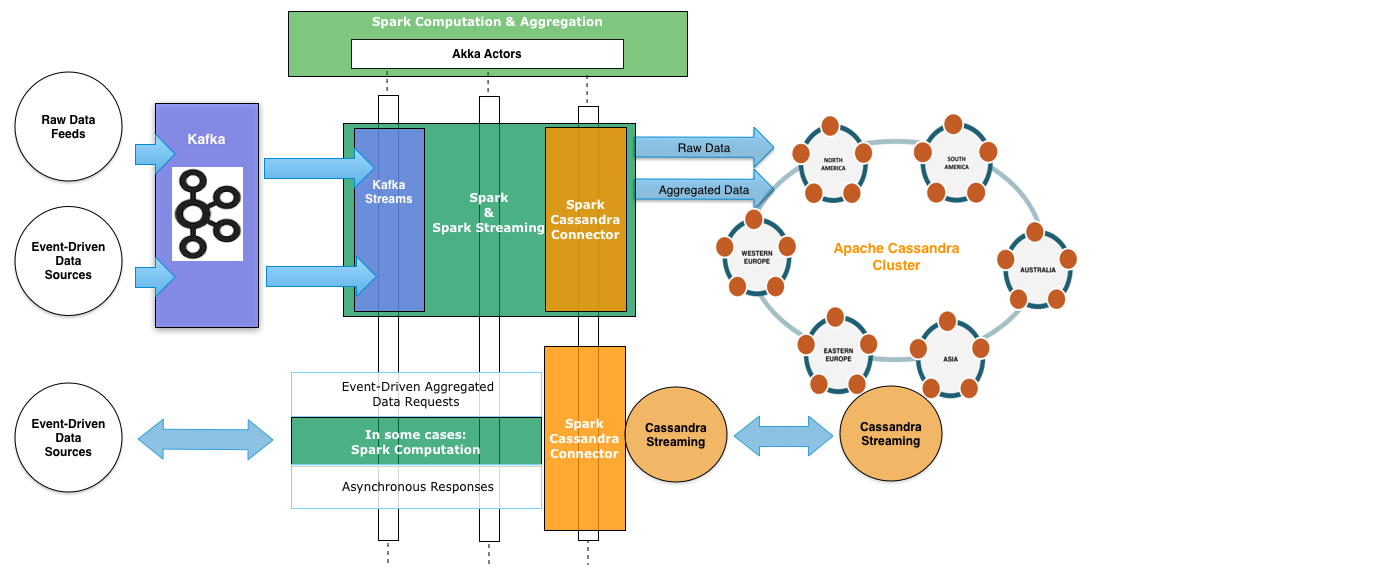 Spark Computation & Aggregation
Akka Actors
Raw Data
Feeds
Kafka
Event-Driven
Data
Sources
Kafka
Streams
Spark
&
Spark Streaming
Spark
Cassandra
Connector
Raw Data
Aggregated Data
NORTH
AMERICA
SOUTH
AMERICA
WESTERN
EUROPE
Apache Cassandra
Cluster
AUSTRALIA
EASTERN
EUROPE
ASIA
Event-Driven
Data
Sources
Event-Driven Aggregated
Data Requests
In some cases:
Spark Computation
Asynchronous Responses
Spark
Cassandra
Connector
Cassandra
Streaming
Cassandra
Streaming